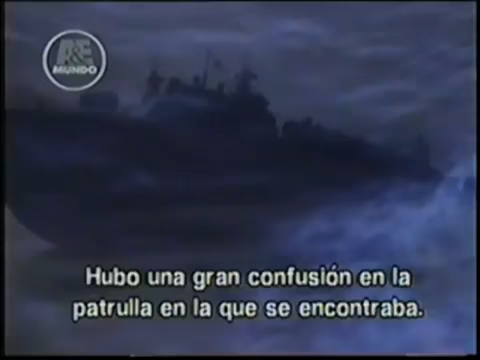 A&E
MUNDO
Hubo una gran confusión en la
patrulla en la que se encontraba.